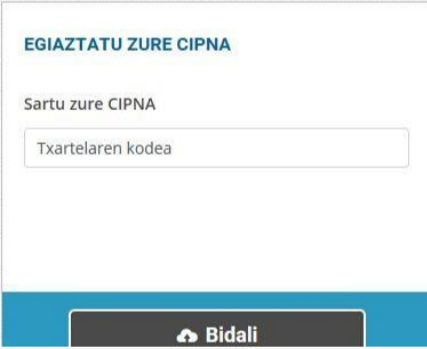 EGIAZTATU ZURE CIPNA
Sartu zure CIPNA
Txartelaren kodea
Bidali